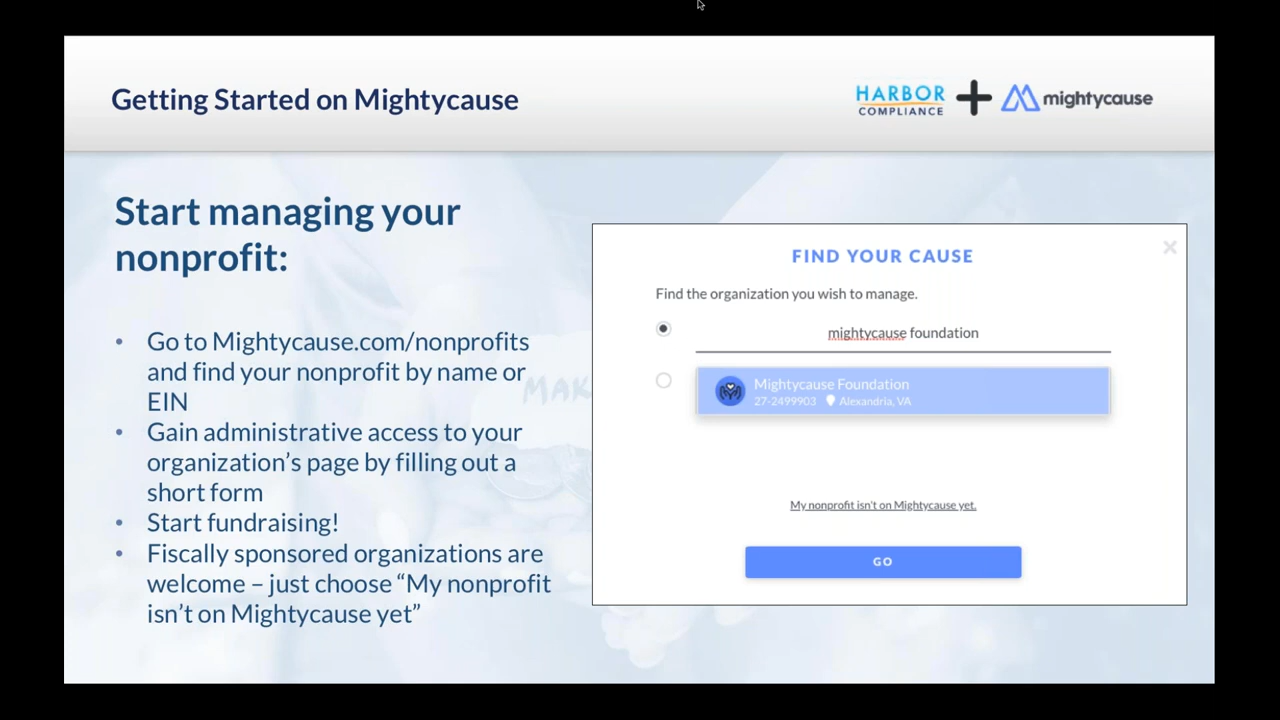 Getting Started on Mightycause
HARBOR
COMPLIANCE
mightycause
Start managing your
nonprofit:
• Go to Mightycause.com/nonprofits
and find your nonprofit by name or
EIN
• Gain administrative access to your
organization’s page by filling out a
short form
• Start fundraising!
• Fiscally sponsored organizations are
welcome – just choose “My nonprofit
isn’t on Mightycause yet”
MAK
FIND YOUR CAUSE
Find the organization you wish to manage.
mightycause foundation
Mightycause Foundation
27-2499903 Alexandria, VA
My nonprofit isn't on Mightycause yet.
GO